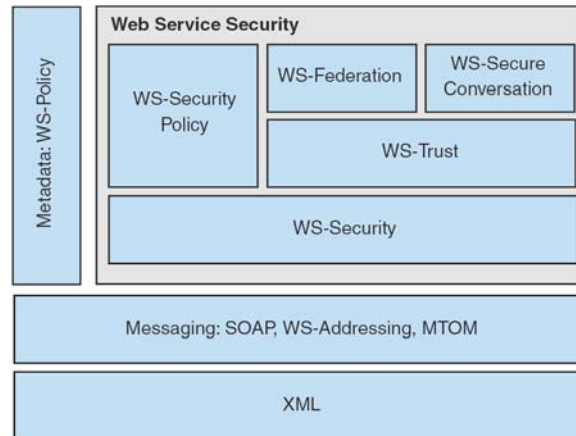 Metadata: WS-Policy
Web Service Security
WS-Security
Policy
WS-Federation
WS-Secure
Conversation
WS-Trust
WS-Security
Messaging: SOAP, WS-Addressing, MTOM
XML